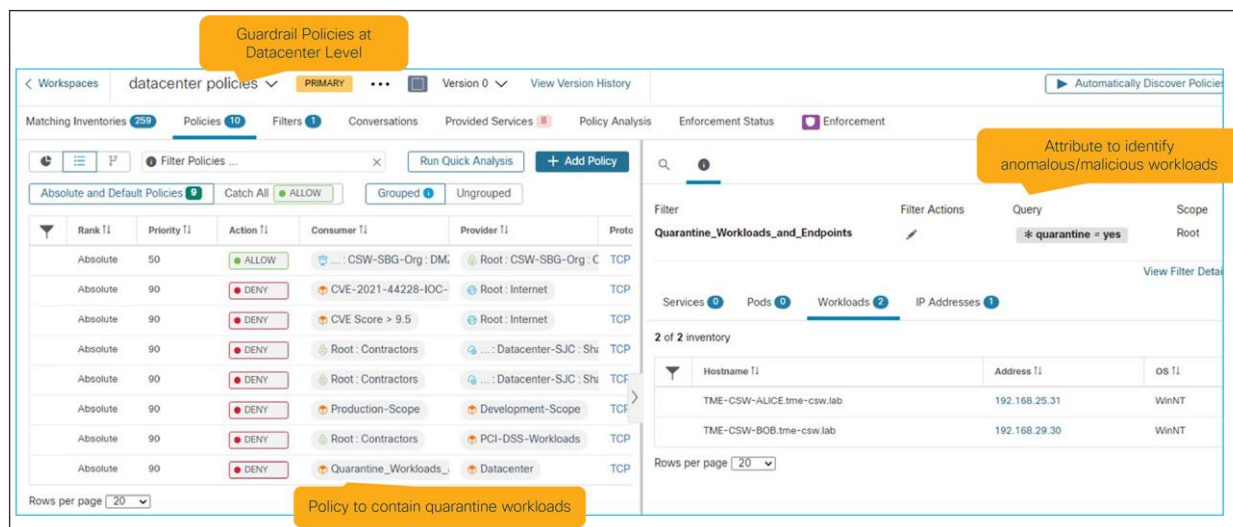 Guardrail Policies at
Datacenter Level
< Workspaces datacenter policies PRIMARY ... Version 0 View Version History Automatically Discover Policies
Matching Inventories 259 Policies 10 Filters 1 Conversations Provided Services 8 Policy Analysis Enforcement Status Enforcement
Attribute to identify
anomalous/malicious workloads
Filter Policies ... × Run Quick Analysis + Add Policy
Absolute and Default Policies 9 Catch All ALLOW Grouped Ungrouped
Filter Filter Actions Query Scope
Quarantine_Workloads_and_Endpoints * quarantine = yes Root
View Filter Detai
Rank Priority Action Consumer Provider Proto
Absolute 50 ALLOW ... : CSW-SBG-Org : DMZ Root : CSW-SBG-Org : C TCP
Absolute 90 DENY CVE-2021-44228-IOC- Root : Internet TCP
Absolute 90 DENY CVE Score > 9.5 Root : Internet TCP
Absolute 90 DENY Root : Contractors ... : Datacenter-SJC : Sha TCP
Absolute 90 DENY Root : Contractors ... : Datacenter-SJC : Sha TCP
Absolute 90 DENY Production-Scope Development-Scope TCP
Absolute 90 DENY Root : Contractors PCI-DSS-Workloads TCP
Absolute 90 DENY Quarantine_Workloads_ Datacenter TCP
Rows per page 20
Policy to contain quarantine workloads
Services 0 Pods 0 Workloads 2 IP Addresses 1
2 of 2 inventory
Hostname Address OS
TME-CSW-ALICE.tme-csw.lab 192.168.25.31 WinNT
TME-CSW-BOB.tme-csw.lab 192.168.29.30 WinNT
Rows per page 20